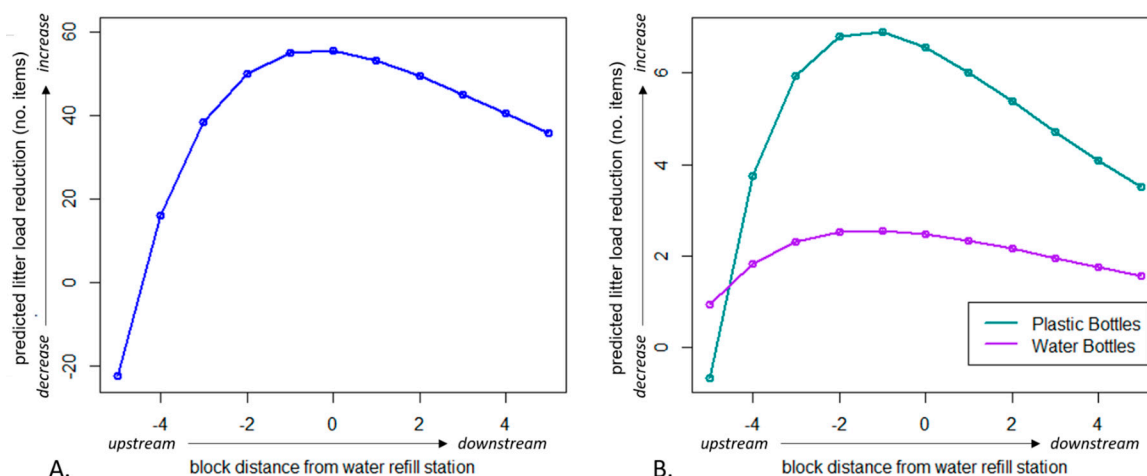 predicted litter load reduction (no. items)
decrease
increase
60
40
20
0
-20
-4
-2
0
2
4
upstream
downstream
block distance from water refill station
A.
predicted litter load reduction (no. items)
decrease
increase
6
4
2
0
Plastic Bottles
Water Bottles
-4
-2
0
2
4
upstream
downstream
block distance from water refill station
B.